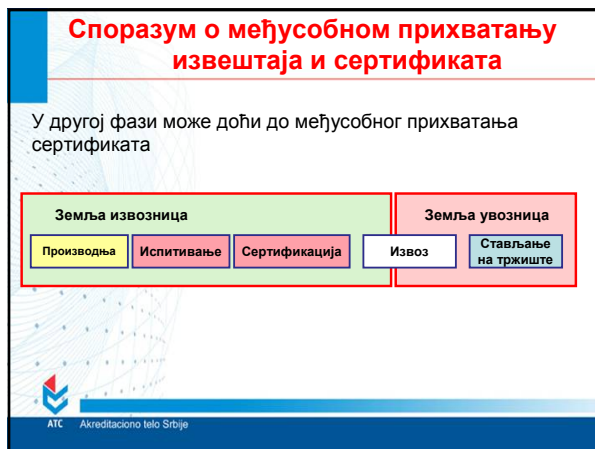 Споразум о међусобном прихватању
извештаја и сертификата
У другој фази може доћи до међусобног прихватања
сертификата
Земља извозница
Земља увозница
Производња
Испитивање
Сертификација
Извоз
Стављање
на тржиште
ATC
Akreditaciono telo Srbije